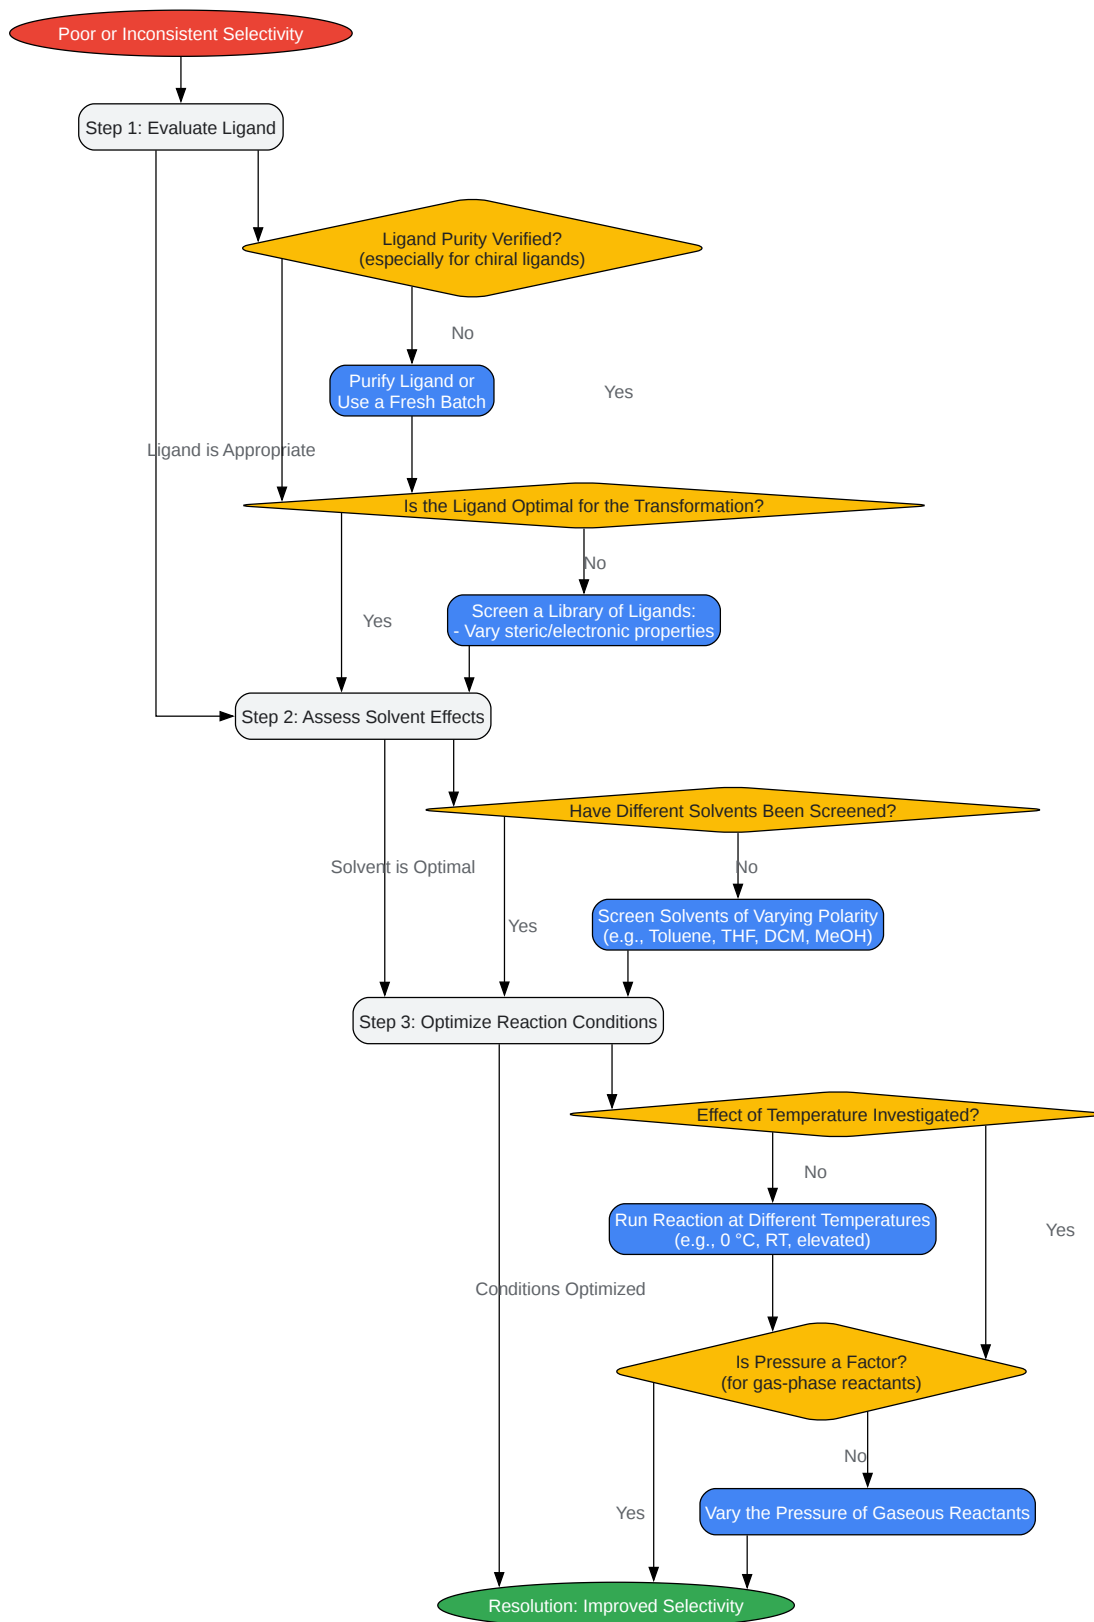 Poor or Inconsistent Selectivity
Step 1: Evaluate Ligand
Ligand Purity Verified?
(especially for chiral ligands)
No
Purify Ligand or
Use a Fresh Batch
Yes
Ligand is Appropriate
Is the Ligand Optimal for the Transformation?
No
Screen a Library of Ligands:
- Vary steric/electronic properties
Yes
Step 2: Assess Solvent Effects
Have Different Solvents Been Screened?
Solvent is Optimal
No
Screen Solvents of Varying Polarity
(e.g., Toluene, THF, DCM, MeOH)
Yes
Step 3: Optimize Reaction Conditions
Effect of Temperature Investigated?
No
Run Reaction at Different Temperatures
(e.g., 0 °C, RT, elevated)
Yes
Conditions Optimized
Is Pressure a Factor?
(for gas-phase reactants)
No
Yes
Vary the Pressure of Gaseous Reactants
Resolution: Improved Selectivity